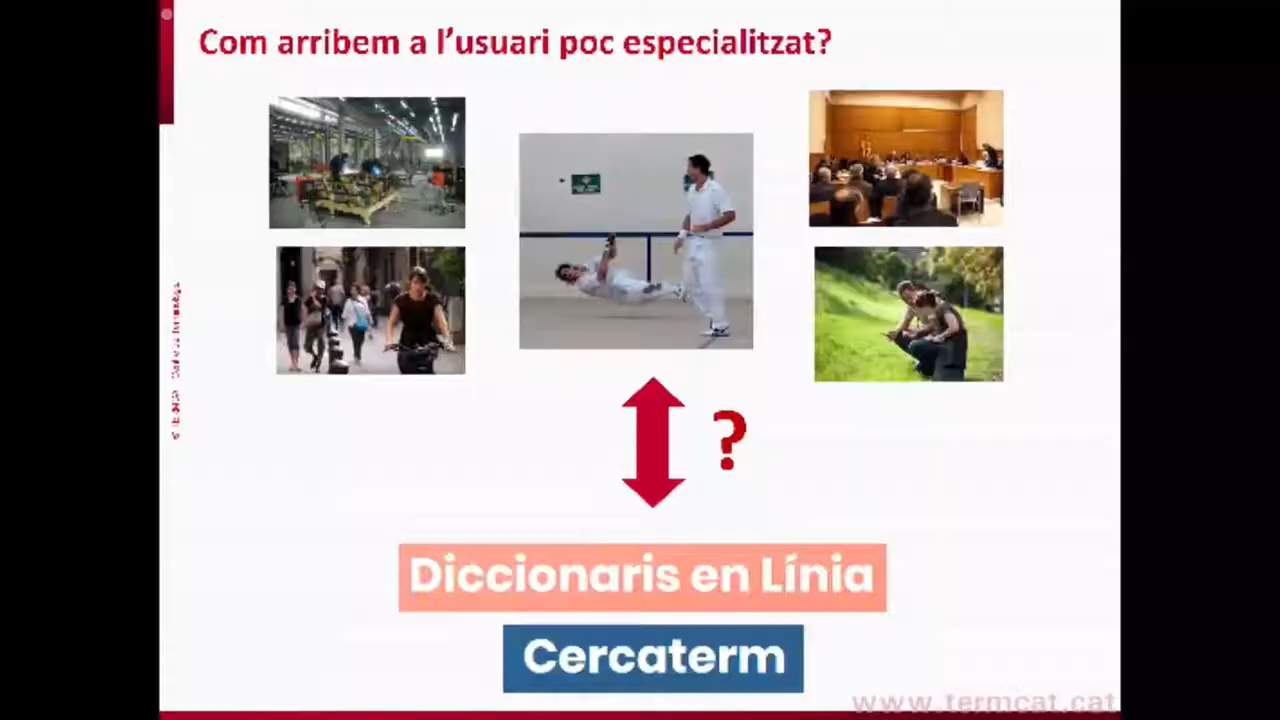 Com arribem a l’usuari poc especialitzat?
?
Diccionaris en Línia
Cercaterm
www.termcat.cat